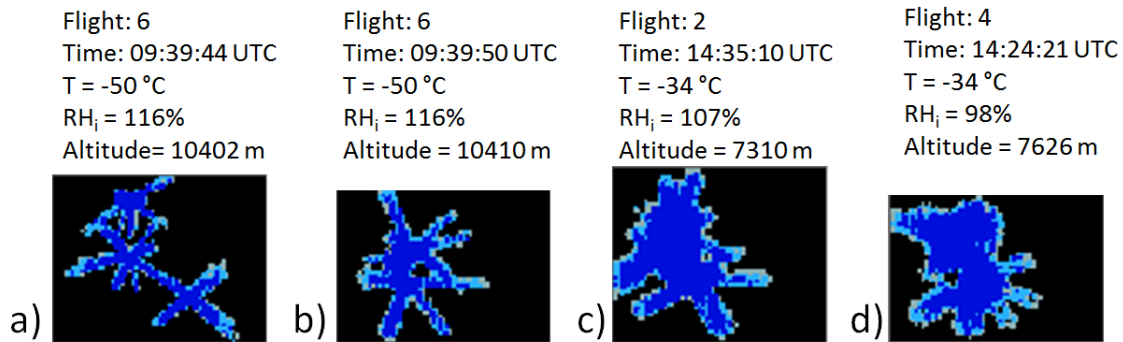 Flight: 6
Time: 09:39:44 UTC
T = -50 °C
RHi = 116%
Altitude= 10402 m
a)
Flight: 6
Time: 09:39:50 UTC
T = -50 °C
RHi = 116%
Altitude= 10410 m
b)
Flight: 2
Time: 14:35:10 UTC
T = -34 °C
RHi = 107%
Altitude= 7310 m
c)
Flight: 4
Time: 14:24:21 UTC
T = -34 °C
RHi = 98%
Altitude = 7626 m
d)